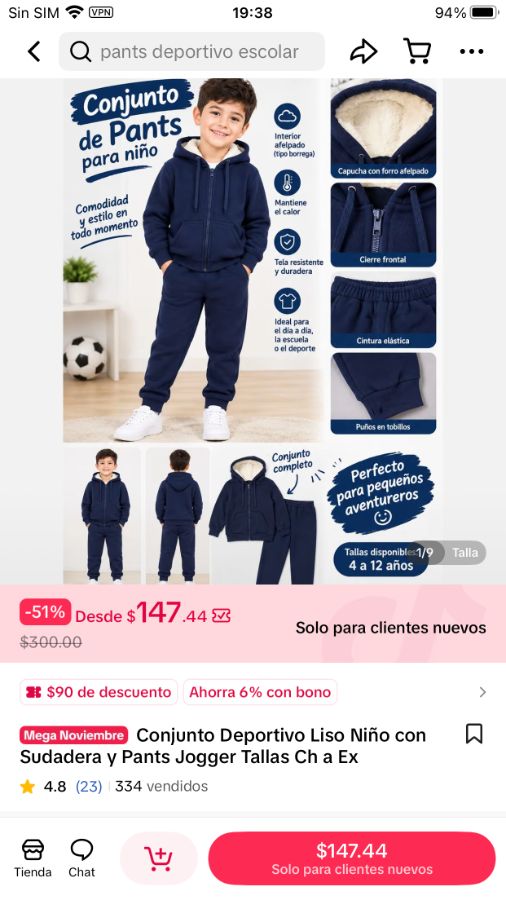 Sin SIM VPN 19:38 94%
pants deportivo escolar
Conjunto
de Pants
para niño
Comodidad
y estilo en
todo momento
Interior
afelpado
(tipo borrega)
Mantiene
el calor
Tela resistente
y duradera
Ideal para
el día a día,
la escuela
o el deporte
Capucha con forro afelpado
Cierre frontal
Cintura elástica
Puños en tobillos
Conjunto
completo
Perfecto
para pequeños
aventureros
Tallas disponibles
4 a 12 años
1/9 Talla
-51% Desde $147.44
$300.00
Solo para clientes nuevos
$90 de descuento Ahorra 6% con bono
Mega Noviembre Conjunto Deportivo Liso Niño con
Sudadera y Pants Jogger Tallas Ch a Ex
4.8 (23) 334 vendidos
Tienda
Chat
$147.44
Solo para clientes nuevos